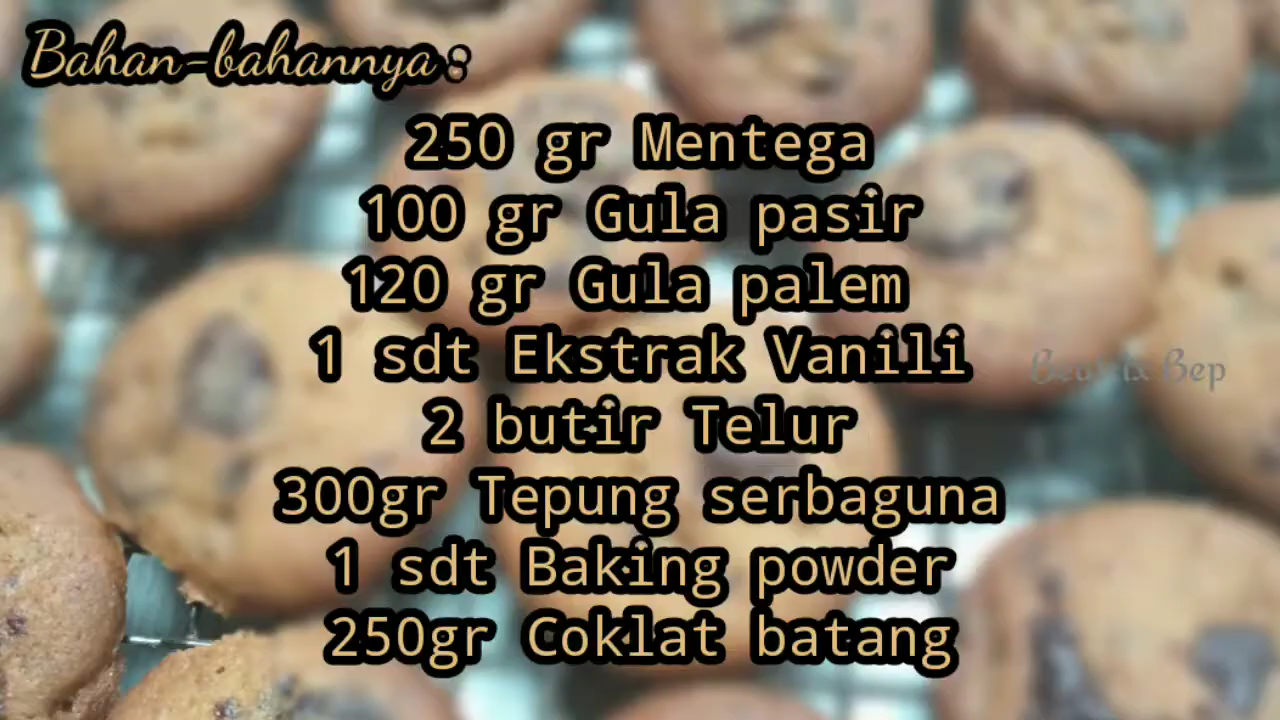 Bahan-bahannya :
250 gr Mentega
100 gr Gula pasir
120 gr Gula palem
1 sdt Ekstrak Vanili
2 butir Telur
300gr Tepung serbaguna
1 sdt Baking powder
250gr Coklat batang
Bep